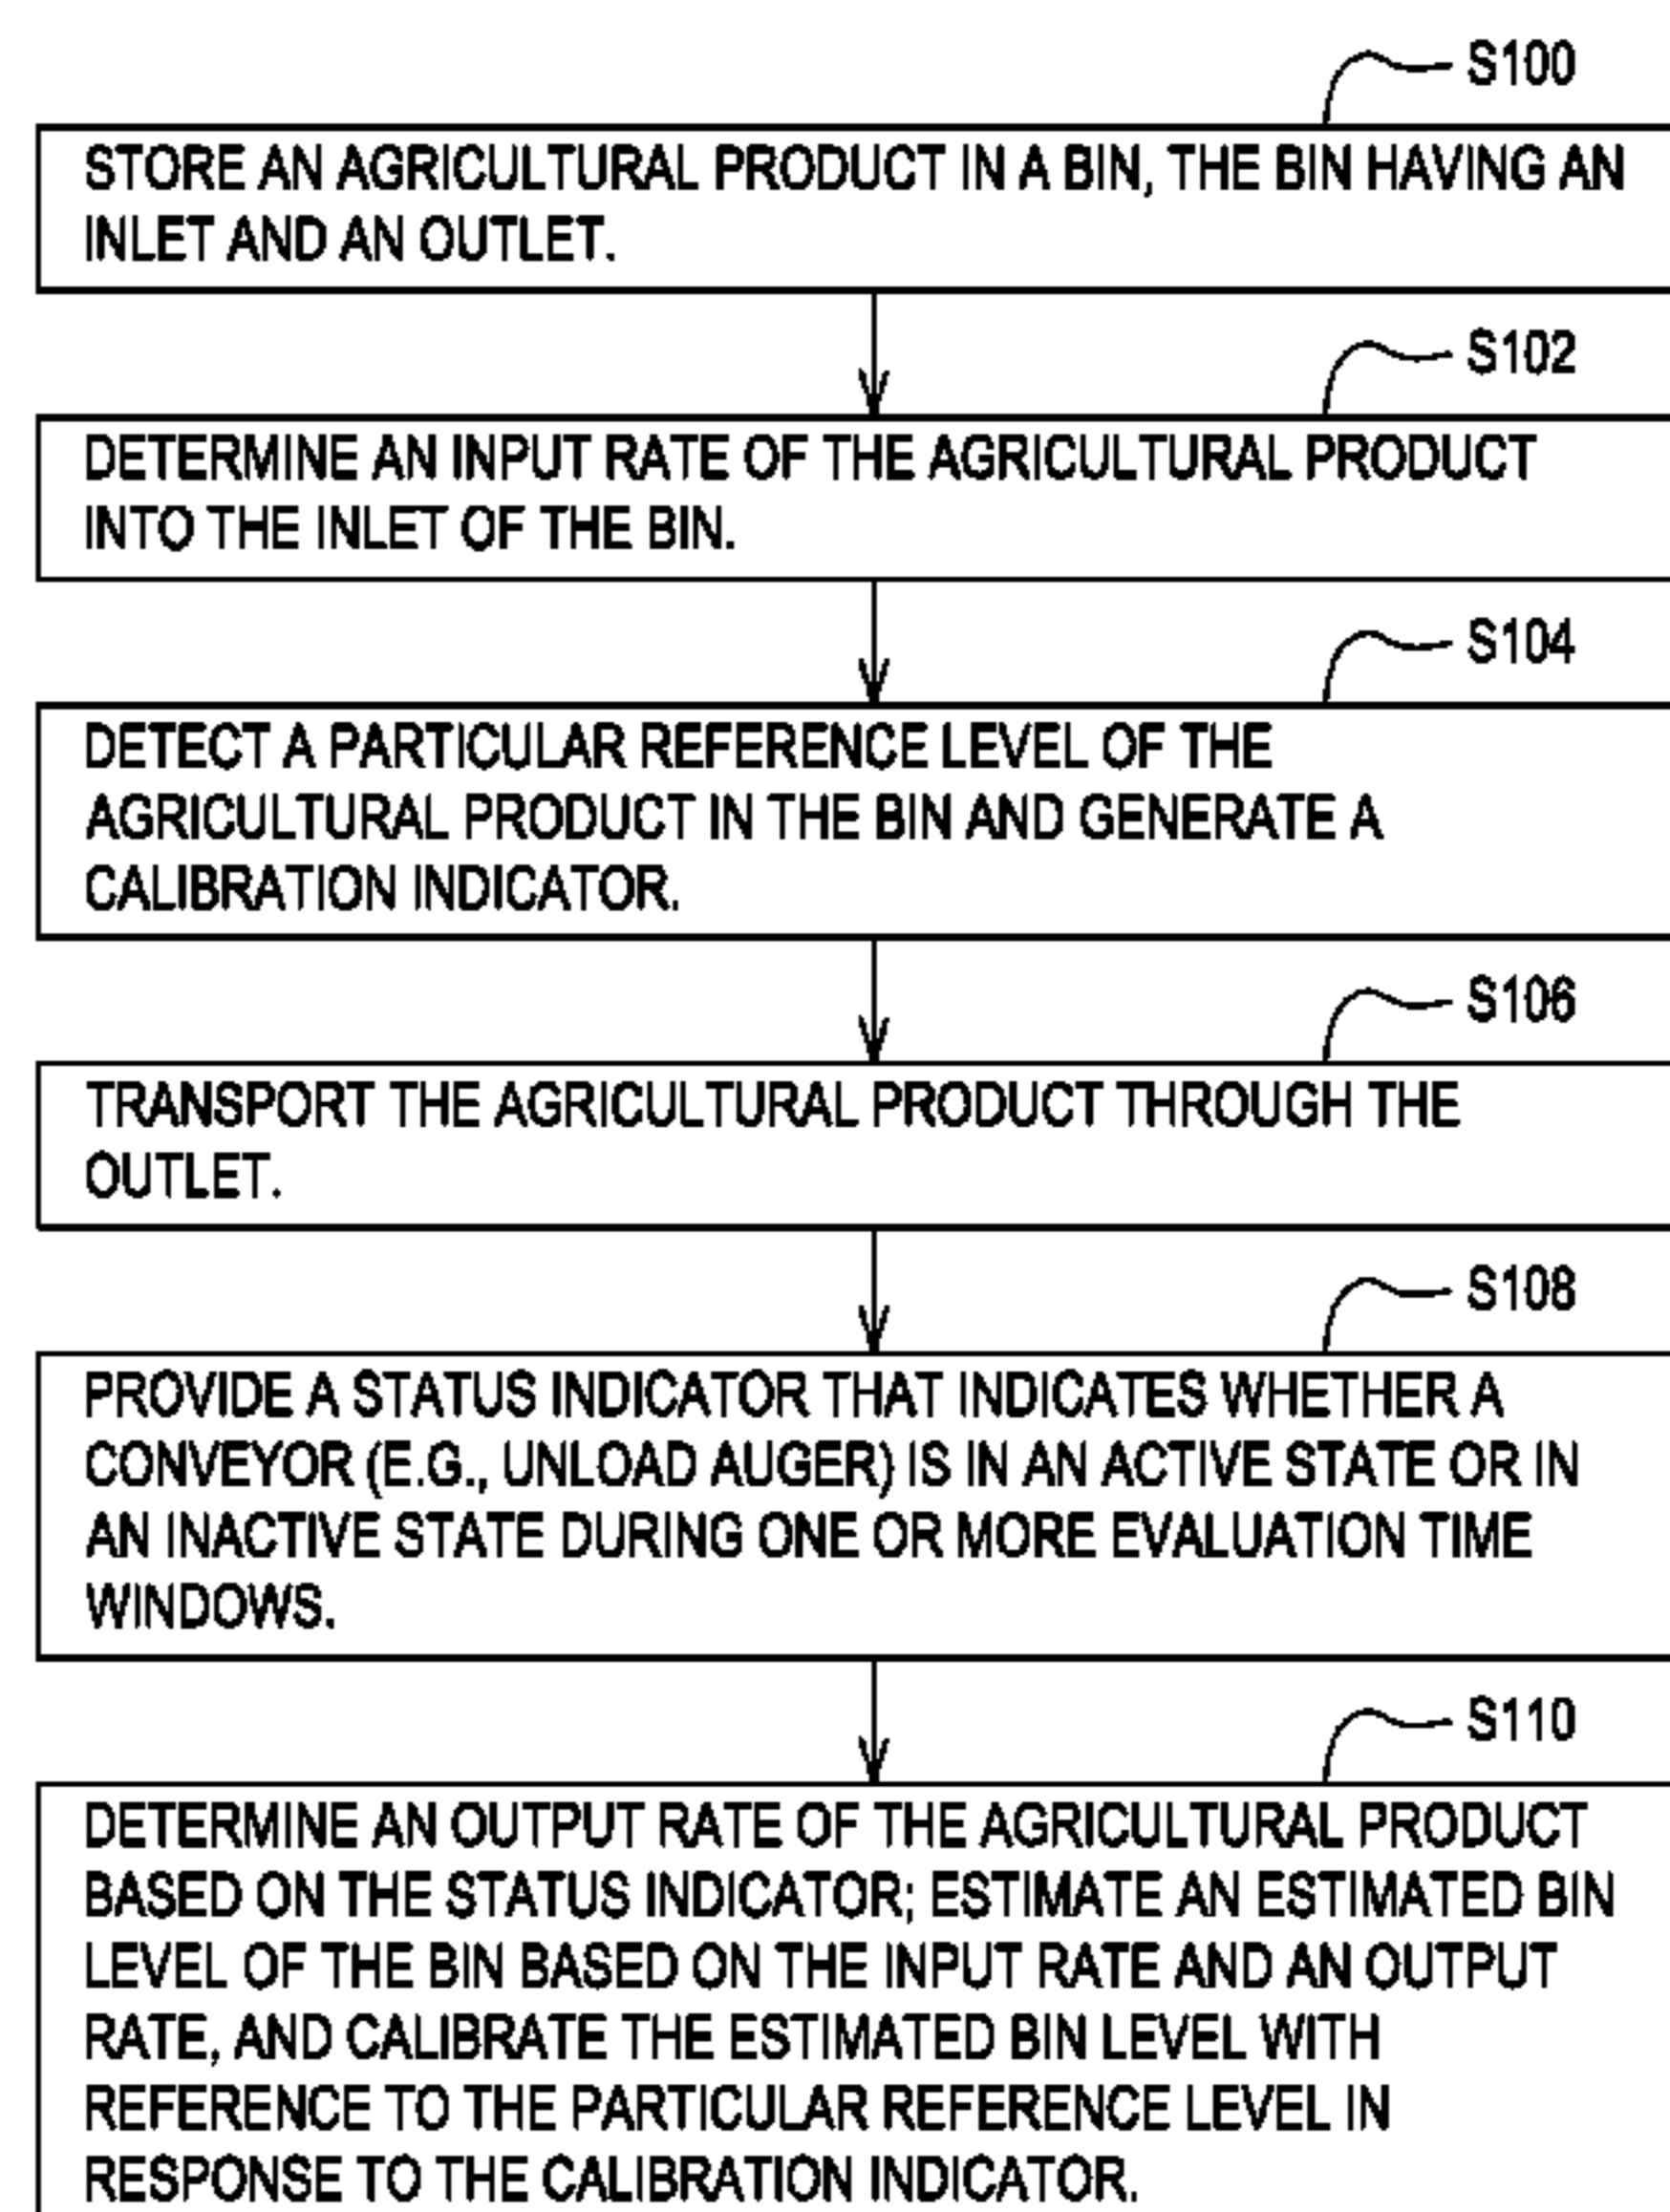 S100
STORE AN AGRICULTURAL PRODUCT IN A BIN, THE BIN HAVING AN
INLET AND AN OUTLET.
S102
DETERMINE AN INPUT RATE OF THE AGRICULTURAL PRODUCT
INTO THE INLET OF THE BIN.
S104
DETECT A PARTICULAR REFERENCE LEVEL OF THE
AGRICULTURAL PRODUCT IN THE BIN AND GENERATE A
CALIBRATION INDICATOR.
S106
TRANSPORT THE AGRICULTURAL PRODUCT THROUGH THE
OUTLET.
S108
PROVIDE A STATUS INDICATOR THAT INDICATES WHETHER A
CONVEYOR (E.G., UNLOAD AUGER) IS IN AN ACTIVE STATE OR IN
AN INACTIVE STATE DURING ONE OR MORE EVALUATION TIME
WINDOWS.
S110
DETERMINE AN OUTPUT RATE OF THE AGRICULTURAL PRODUCT
BASED ON THE STATUS INDICATOR; ESTIMATE AN ESTIMATED BIN
LEVEL OF THE BIN BASED ON THE INPUT RATE AND AN OUTPUT
RATE, AND CALIBRATE THE ESTIMATED BIN LEVEL WITH
REFERENCE TO THE PARTICULAR REFERENCE LEVEL IN
RESPONSE TO THE CALIBRATION INDICATOR.